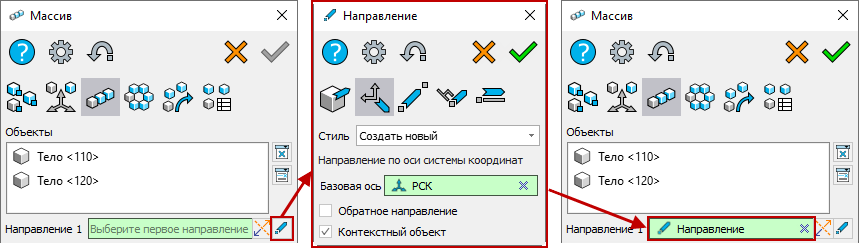 Массив
Объекты
Тело <110>
Тело <120>
Направление 1 Выберите первое направление
Направление
Стиль Создать новый
Направление по оси системы координат
Базовая ось РСК
Обратное направление
Контекстный объект
Массив
Объекты
Тело <110>
Тело <120>
Направление 1 Направление